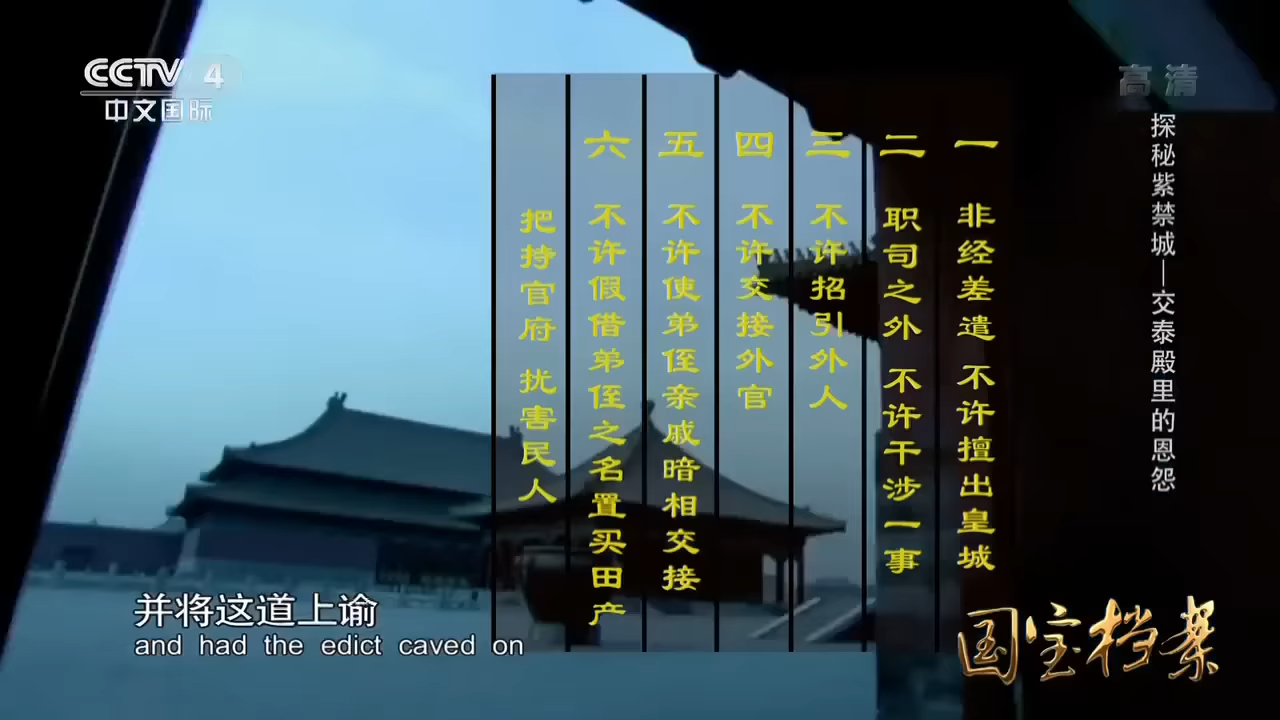 CCTV 4
中文国际
高清
探秘紫禁城—交泰殿里的恩怨
一 非经差遣 不许擅出皇城
二 职司之外 不许干涉一事
三 不许招引外人
四 不许交接外官
五 不许使弟侄亲戚暗相交接
六 不许假借弟侄之名置买田产
把持官府 扰害民人
并将这道上谕
and had the edict caved on
国宝档案